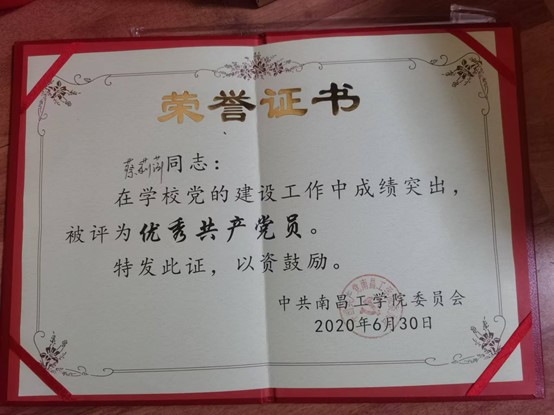 荣誉证书
蔡莉莉同志：
在学校党的建设工作中成绩突出，
被评为优秀共产党员。
特发此证，以资鼓励。
中共南昌工学院委员会
2020年6月30日